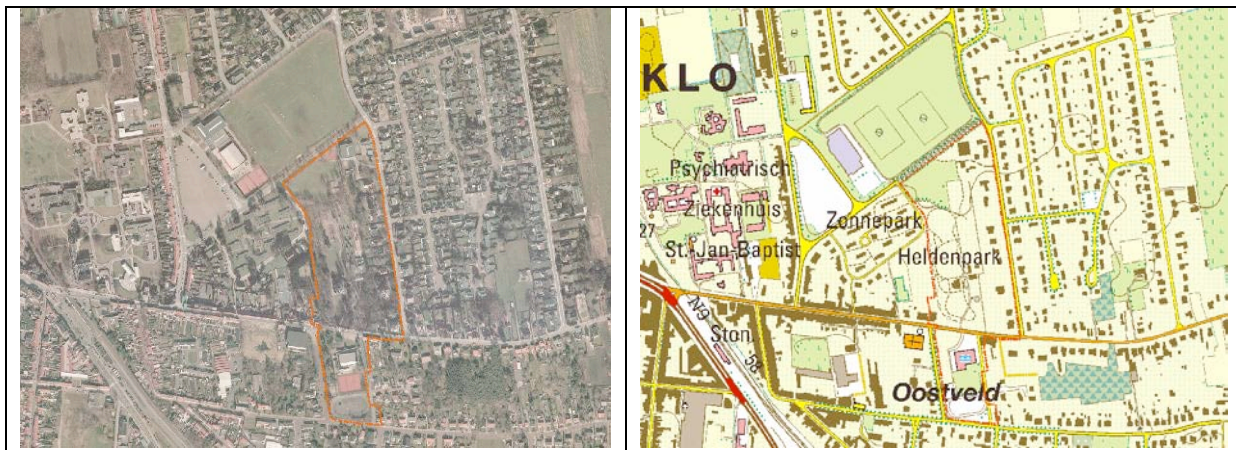 KLO
Psychiatrisch
Ziekenhuis
St.-Jan-Baptist
27
Zonnepark
Heldenpark
N9
Ston.
58.
Oostveld